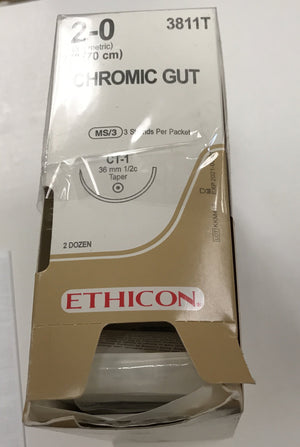 2-0
3811T
(70 cm)
CHROMIC GUT
MS/3 3 Strands Per Packet
CT-1
36 mm 1/2c
Taper
2 DOZEN
ETHICON